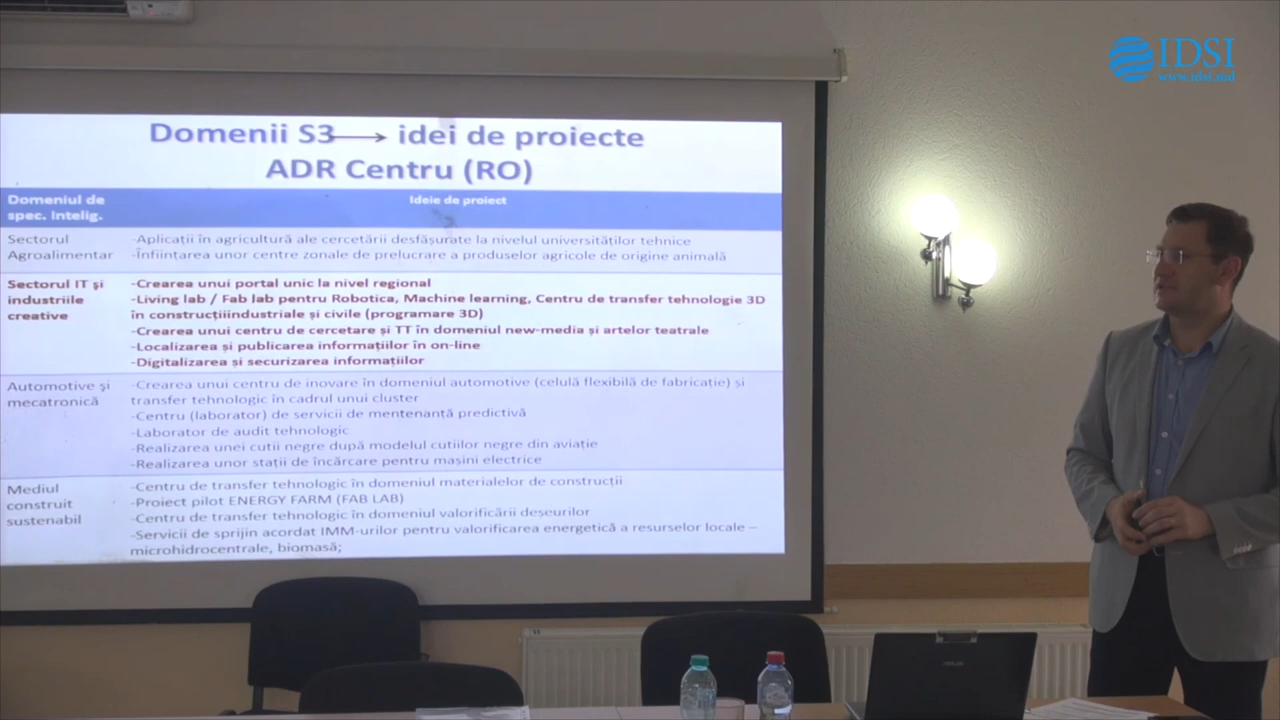 IDSI
www.idsi.md
Domenii S3 → idei de proiecte
ADR Centru (RO)
Domeniul de spec. Intelig.
Ideie de proiect
Sectorul Agroalimentar
-Aplicații în agricultură ale cercetării desfășurate la nivelul universităților tehnice
-Înființarea unor centre zonale de prelucrare a produselor agricole de origine animală
Sectorul IT şi industriile creative
-Crearea unui portal unic la nivel regional
-Living lab / Fab lab pentru Robotica, Machine learning, Centru de transfer tehnologie 3D
în construcțiiindustriale și civile (programare 3D)
-Crearea unui centru de cercetare și TT în domeniul new-media și artelor teatrale
-Localizarea și publicarea informațiilor în on-line
-Digitalizarea si securizarea informațiilor
Automotive şi mecatronică
-Crearea unui centru de inovare în domeniul automotive (celulă flexibilă de fabricație) și
transfer tehnologic în cadrul unui cluster
-Centru (laborator) de servicii de mentenanță predictivă
-Laborator de audit tehnologic
-Realizarea unei cutii negre după modelul cutiilor negre din aviație
-Realizarea unor stații de încărcare pentru mașini electrice
Mediul construit sustenabil
-Centru de transfer tehnologic în domeniul materialelor de construcții
-Proiect pilot ENERGY FARM (FAB LAB)
-Centru de transfer tehnologic în domeniul valorificării deșeurilor
-Servicii de sprijin acordat IMM-urilor pentru valorificarea energetică a resurselor locale –
microhidrocentrale, biomasă;
ASUS